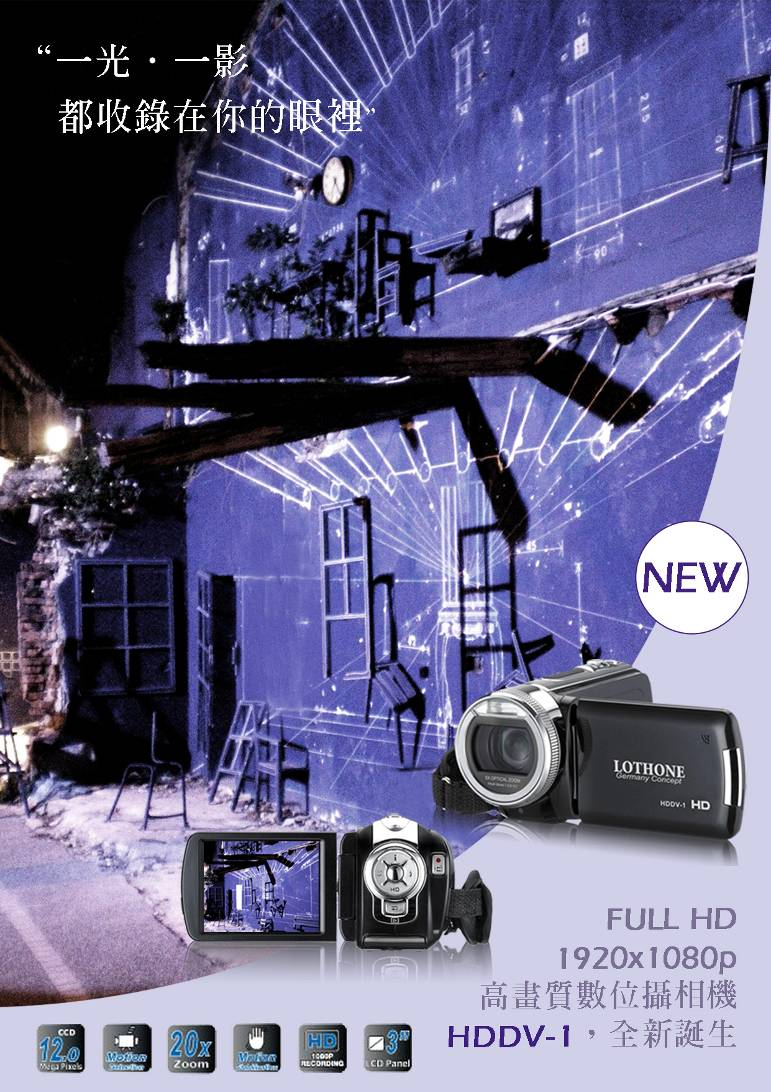 “一光・一影
都收錄在你的眼裡”
NEW
LOTHONE
Germany Concept
HDDV-1 HD
HD
FULL HD
1920x1080p
高畫質數位攝相機
HDDV-1，全新誕生
CCD
12.0
Mega Pixels
Motion
20x
Zoom
Motion
HD
1080P
RECORDING
3"
LCD Panel